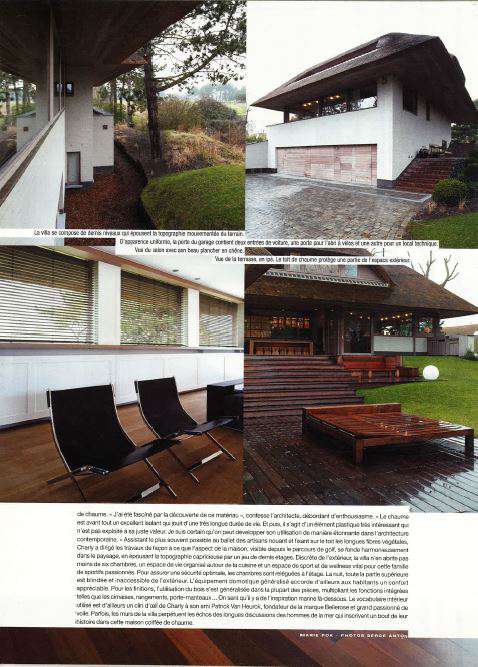 La villa se compose de demis niveaux qui épousent la topographie mouvementée du terrain.
D'apparence uniforme, la porte du garage contient deux entrées de voiture, une porte pour l'abri à vélos et une autre pour un local technique.
Vue du salon avec son beau plancher en chêne.
Vue de la terrasse, en ipé. Le toit de chaume protège une partie de l'espace extérieur.
de chaume. « J'ai été fasciné par la découverte de ce matériau », confesse l'architecte, débordant d'enthousiasme. « Le chaume
est avant tout un excellent isolant qui jouit d'une très longue durée de vie. Et puis, il s'agit d'un élément plastique très intéressant qui
n'est pas exploité à sa juste valeur. Je suis certain qu'on peut développer son utilisation de manière étonnante dans l'architecture
contemporaine. » Assistant le plus souvent possible au ballet des artisans nouant et fixant sur le toit les longues fibres végétales,
Charly a dirigé les travaux de façon à ce que l'aspect de la maison, visible depuis le parcours de golf, se fonde harmonieusement
dans le paysage, en épousant la topographie capricieuse par un jeu de demis étages. Discrète de l'extérieur, la villa n'en abrite pas
moins de six chambres, un espace de vie organisé autour de la cuisine et un espace de sport et de wellness vital pour cette famille
de sportifs passionnés. Pour assurer une sécurité optimale, les chambres sont reléguées à l'étage. La nuit, toute la partie supérieure
est blindée et inaccessible de l'extérieur. L'équipement domotique généralisé accorde d'ailleurs aux habitants un confort
appréciable. Pour les finitions, l'utilisation du bois s'est généralisée dans la plupart des pièces, multipliant les fonctions intégrées
telles que les cimaises, rangements, porte-manteaux... On sent qu'il y a de l'inspiration marine là-dessous. Le vocabulaire intérieur
utilisé est d'ailleurs un clin d'œil de Charly à son ami Patrick Van Heurck, fondateur de la marque Bellerose et grand passionné de
voile. Parfois, les murs de la villa perpétuent les échos des longues discussions des hommes de la mer qui inscrivent un bout de leur
histoire dans cette maison coiffée de chaume.
MARIE POK - PHOTOS SERGE ANTON